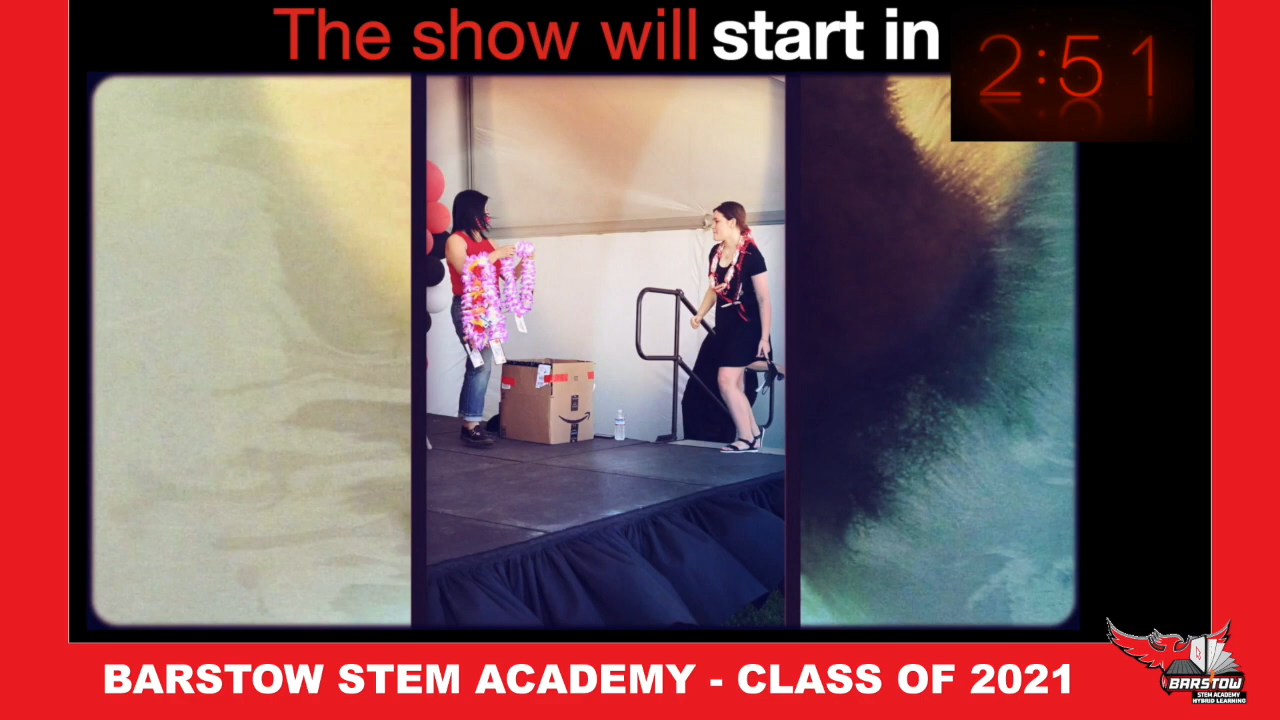 The show will start in
2:51
BARSTOW STEM ACADEMY - CLASS OF 2021
BARSTOW
STEM ACADEMY
HYBRID LEARNING